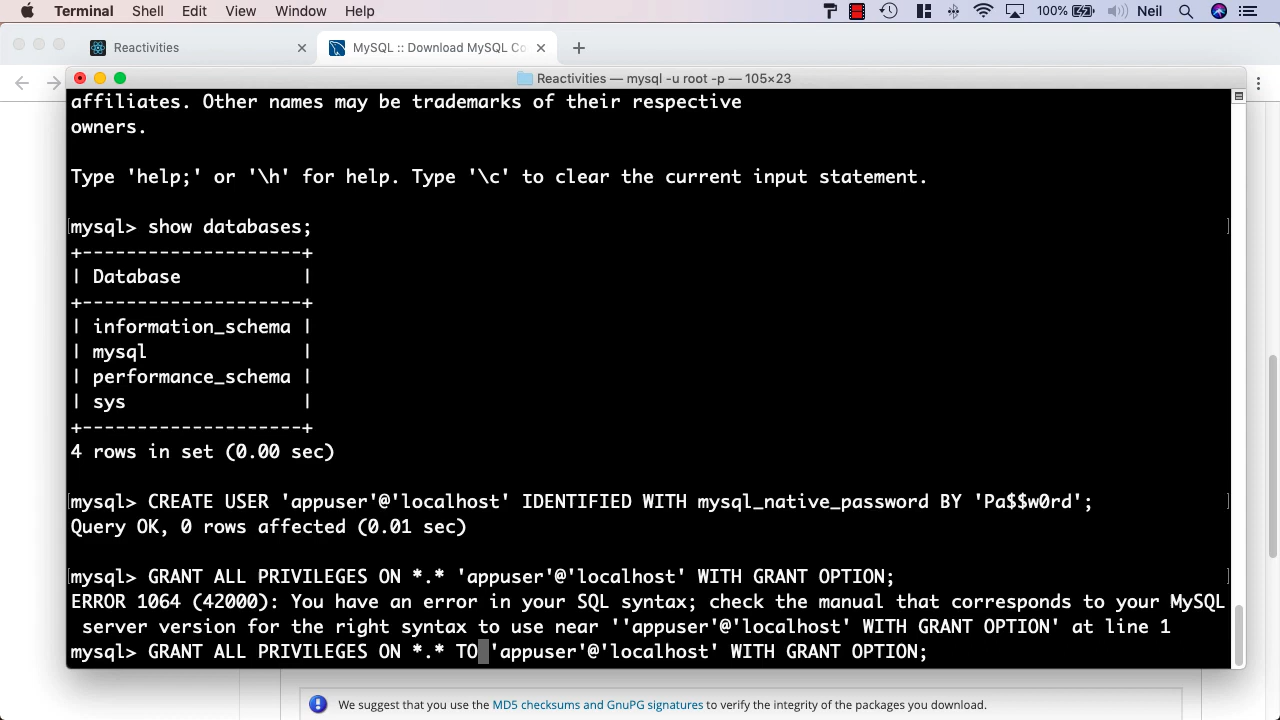 Terminal Shell Edit View Window Help 100% Neil
Reactivities MySQL :: Download MySQL Co
Reactivities — mysql -u root -p — 105×23
affiliates. Other names may be trademarks of their respective
owners.
Type 'help;' or '\h' for help. Type '\c' to clear the current input statement.
[mysql> show databases; ]
+--------------------+
| Database           |
+--------------------+
| information_schema |
| mysql              |
| performance_schema |
| sys                |
+--------------------+
4 rows in set (0.00 sec)
[mysql> CREATE USER 'appuser'@'localhost' IDENTIFIED WITH mysql_native_password BY 'Pa$$w0rd'; ]
Query OK, 0 rows affected (0.01 sec)
[mysql> GRANT ALL PRIVILEGES ON *.* 'appuser'@'localhost' WITH GRANT OPTION; ]
ERROR 1064 (42000): You have an error in your SQL syntax; check the manual that corresponds to your MySQL
server version for the right syntax to use near ''appuser'@'localhost' WITH GRANT OPTION' at line 1
mysql> GRANT ALL PRIVILEGES ON *.* TO 'appuser'@'localhost' WITH GRANT OPTION;
We suggest that you use the MD5 checksums and GnuPG signatures to verify the integrity of the packages you download.